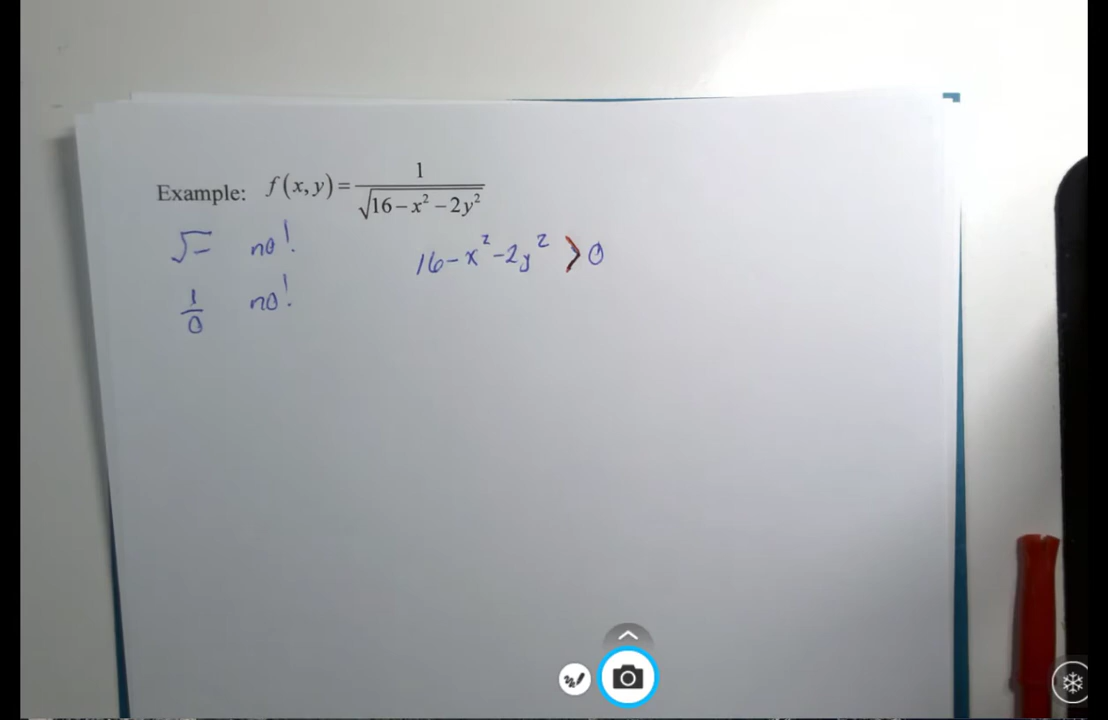 Example: f(x,y) = 1/√(16 − x² − 2y²)
√− no!
16 − x² − 2y² > 0
1/0 no!